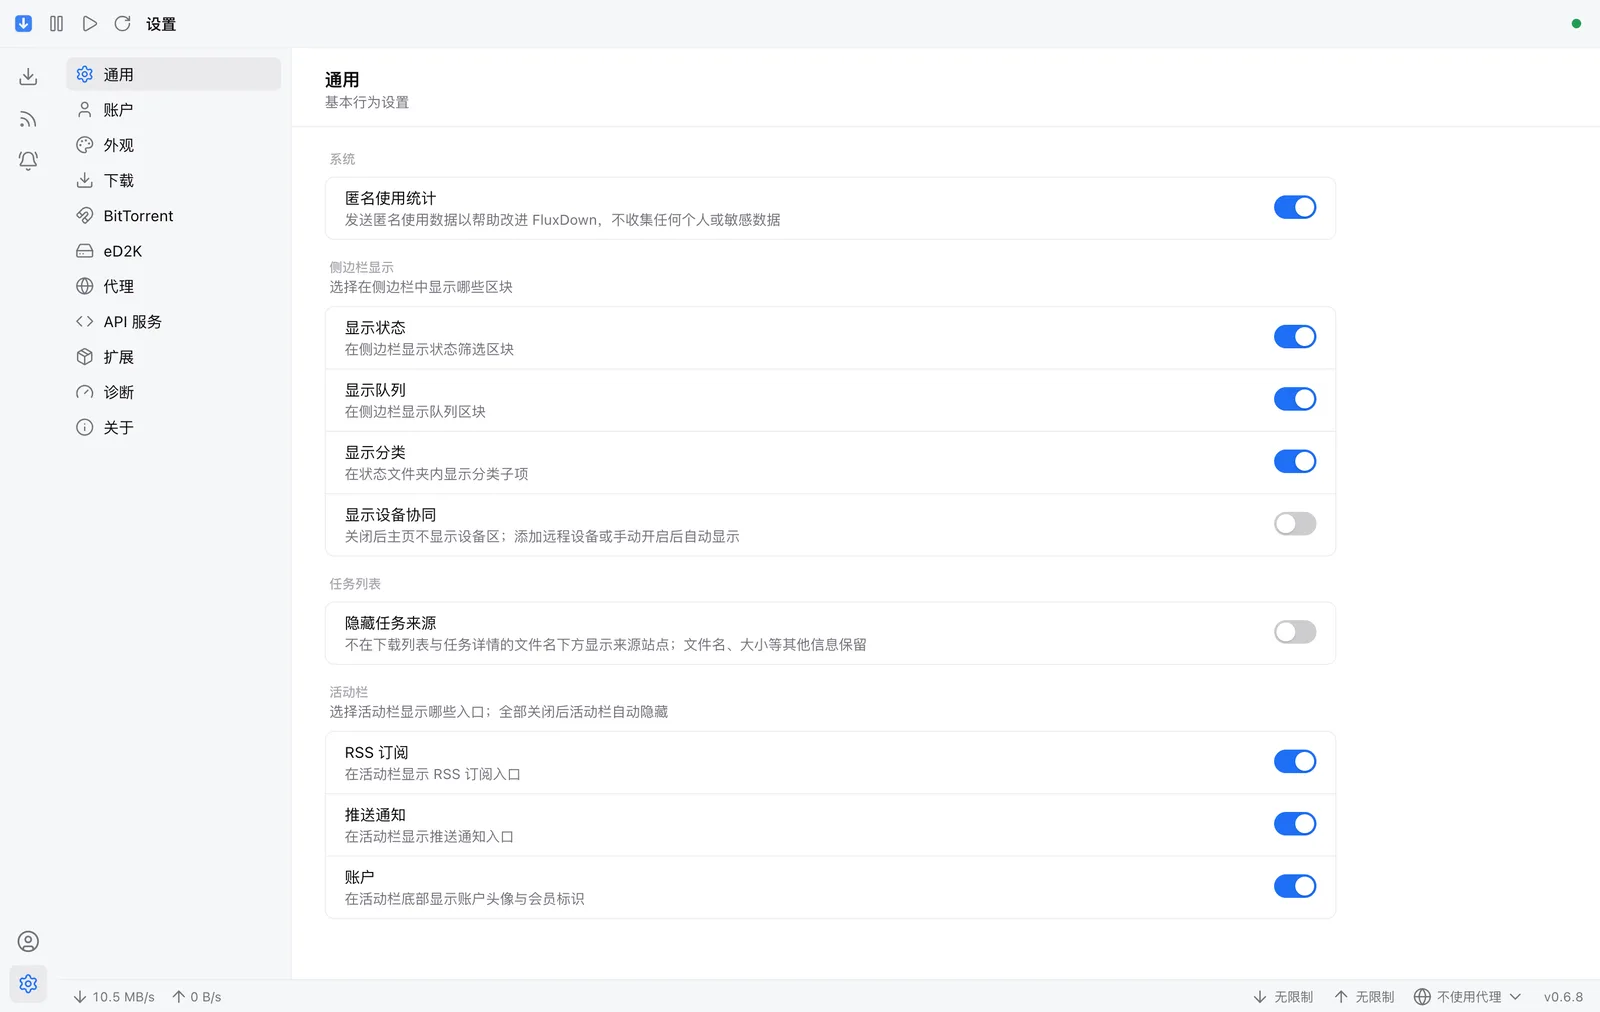 设置
通用
账户
外观
下载
BitTorrent
eD2K
代理
API 服务
扩展
诊断
关于
通用
基本行为设置
系统
匿名使用统计
发送匿名使用数据以帮助改进 FluxDown，不收集任何个人或敏感数据
侧边栏显示
选择在侧边栏中显示哪些区块
显示状态
在侧边栏显示状态筛选区块
显示队列
在侧边栏显示队列区块
显示分类
在状态文件夹内显示分类子项
显示设备协同
关闭后主页不显示设备区；添加远程设备或手动开启后自动显示
任务列表
隐藏任务来源
不在下载列表与任务详情的文件名下方显示来源站点；文件名、大小等其他信息保留
活动栏
选择活动栏显示哪些入口；全部关闭后活动栏自动隐藏
RSS 订阅
在活动栏显示 RSS 订阅入口
推送通知
在活动栏显示推送通知入口
账户
在活动栏底部显示账户头像与会员标识
10.5 MB/s 0 B/s 无限制 无限制 不使用代理 v0.6.8